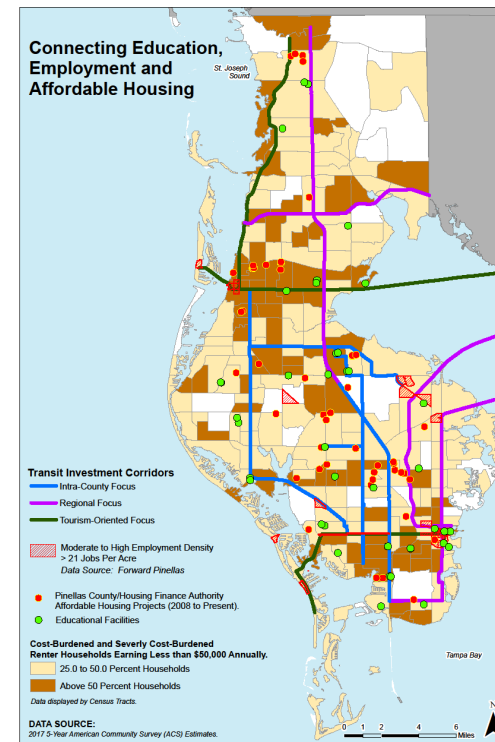 Connecting Education,
Employment and
Affordable Housing
St. Joseph
Sound
Transit Investment Corridors
Intra-County Focus
Regional Focus
Tourism-Oriented Focus
Moderate to High Employment Density
> 21 Jobs Per Acre
Data Source: Forward Pinellas
Pinellas County/Housing Finance Authority
Affordable Housing Projects (2008 to Present).
Educational Facilities
Cost-Burdened and Severly Cost-Burdened
Renter Households Earning Less than $50,000 Annually.
25.0 to 50.0 Percent Households
Above 50 Percent Households
Data displayed by Census Tracts.
Tampa Bay
DATA SOURCE:
2017 5-Year American Community Survey (ACS) Estimates.
N
0 1 2 4 6
Miles